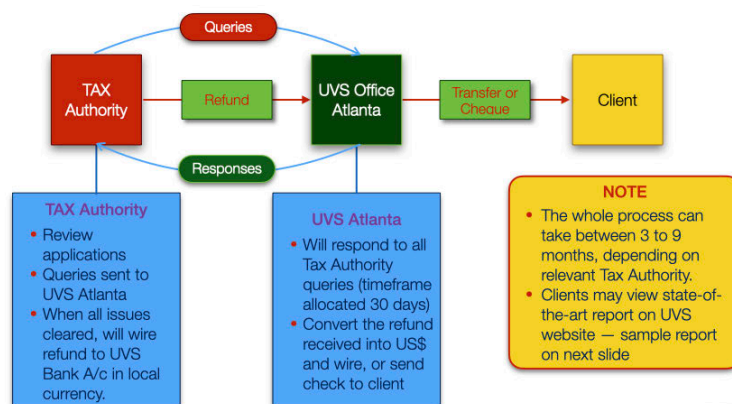 Queries
TAX
Authority
Refund
UVS Office
Atlanta
Transfer or
Cheque
Client
Responses
TAX Authority
• Review
applications
• Queries sent to
UVS Atlanta
• When all issues
cleared, will wire
refund to UVS
Bank A/c in local
currency.
UVS Atlanta
• Will respond to all
Tax Authority
queries (timeframe
allocated 30 days)
• Convert the refund
received into US$
and wire, or send
check to client
NOTE
• The whole process can
take between 3 to 9
months, depending on
relevant Tax Authority.
• Clients may view state-of-
the-art report on UVS
website — sample report
on next slide